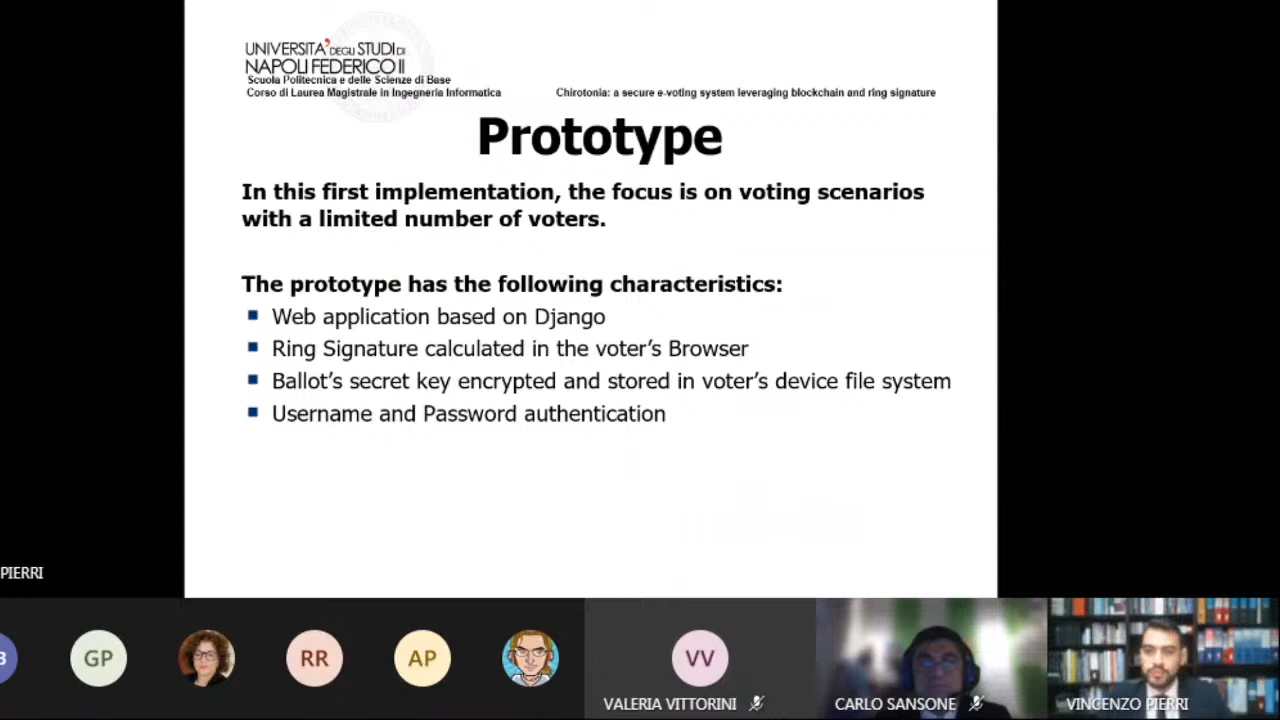 UNIVERSITA' DEGLI STUDI DI
NAPOLI FEDERICO II
Scuola Politecnica e delle Scienze di Base
Corso di Laurea Magistrale in Ingegneria Informatica
Chirotonia: a secure e-voting system leveraging blockchain and ring signature
Prototype
In this first implementation, the focus is on voting scenarios
with a limited number of voters.
The prototype has the following characteristics:
Web application based on Django
Ring Signature calculated in the voter's Browser
Ballot's secret key encrypted and stored in voter's device file system
Username and Password authentication
PIERRI
B
GP
RR
AP
VV
VALERIA VITTORINI
CARLO SANSONE
VINCENZO PIERRI